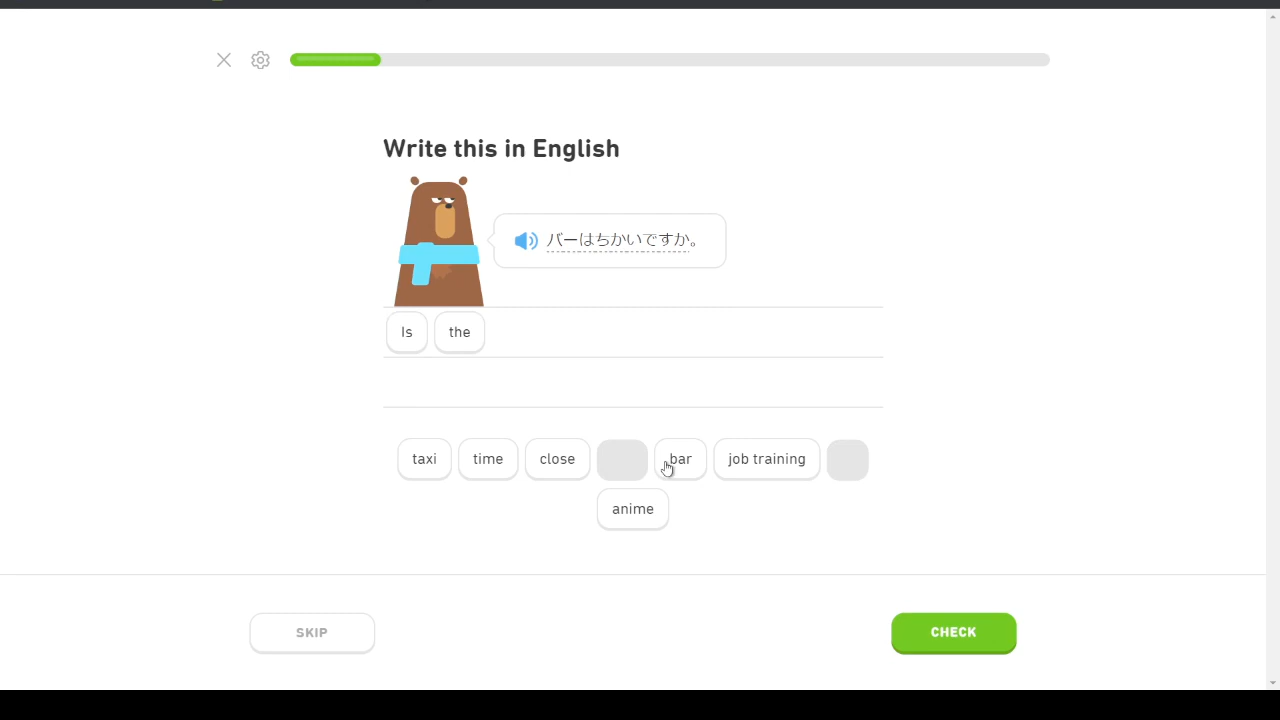 Write this in English
バーはちかいですか。
Is the
taxi time close bar job training
anime
SKIP CHECK